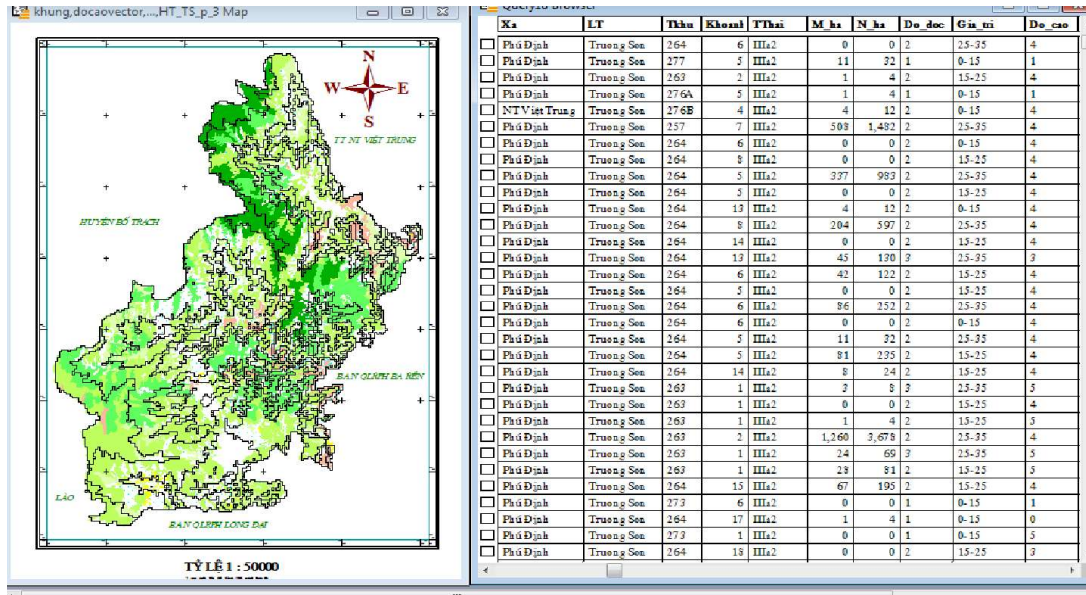 khung,docaovector,...,HT_TS_p_3 Map
N
W E
S
TT NT VIỆT TRUNG
HUYỆN BỐ TRẠCH
BAN QLRPH BA RỀN
LÀO
BAN QLRPH LONG ĐẠI
TỶ LỆ 1 : 50000
Xa LT Tkhu Khoanh TThai M_ha N_ha Do_doc Gia_tri Do_cao
Phú Định Truong Son 264 6 IIIa2 0 0 2 25-35 4
Phú Định Truong Son 277 5 IIIa2 11 32 1 0-15 1
Phú Định Truong Son 263 2 IIIa2 1 4 2 15-25 4
Phú Định Truong Son 276A 5 IIIa2 1 4 1 0-15 1
NT Việt Trung Truong Son 276B 4 IIIa2 4 12 2 0-15 4
Phú Định Truong Son 257 7 IIIa2 508 1,482 2 25-35 4
Phú Định Truong Son 264 6 IIIa2 0 0 2 0-15 4
Phú Định Truong Son 264 8 IIIa2 0 0 2 15-25 4
Phú Định Truong Son 264 5 IIIa2 337 983 2 25-35 4
Phú Định Truong Son 264 5 IIIa2 0 0 2 15-25 4
Phú Định Truong Son 264 13 IIIa2 4 12 2 0-15 4
Phú Định Truong Son 264 8 IIIa2 204 597 2 25-35 4
Phú Định Truong Son 264 14 IIIa2 0 0 2 15-25 4
Phú Định Truong Son 264 13 IIIa2 45 130 3 25-35 3
Phú Định Truong Son 264 6 IIIa2 42 122 2 15-25 4
Phú Định Truong Son 264 5 IIIa2 0 0 2 15-25 4
Phú Định Truong Son 264 6 IIIa2 86 252 2 25-35 4
Phú Định Truong Son 264 6 IIIa2 0 0 2 0-15 4
Phú Định Truong Son 264 5 IIIa2 11 32 2 0-15 4
Phú Định Truong Son 264 5 IIIa2 81 235 2 15-25 4
Phú Định Truong Son 264 14 IIIa2 8 24 2 15-25 4
Phú Định Truong Son 263 1 IIIa2 3 8 3 25-35 5
Phú Định Truong Son 263 1 IIIa2 0 0 2 15-25 4
Phú Định Truong Son 263 1 IIIa2 1 4 2 15-25 5
Phú Định Truong Son 263 2 IIIa2 1,260 3,678 2 25-35 4
Phú Định Truong Son 263 1 IIIa2 24 69 3 25-35 5
Phú Định Truong Son 263 1 IIIa2 28 81 2 15-25 5
Phú Định Truong Son 264 15 IIIa2 67 195 2 15-25 4
Phú Định Truong Son 273 6 IIIa2 0 0 1 0-15 1
Phú Định Truong Son 264 17 IIIa2 1 4 1 0-15 0
Phú Định Truong Son 273 1 IIIa2 0 0 1 0-15 5
Phú Định Truong Son 264 18 IIIa2 0 0 2 15-25 3